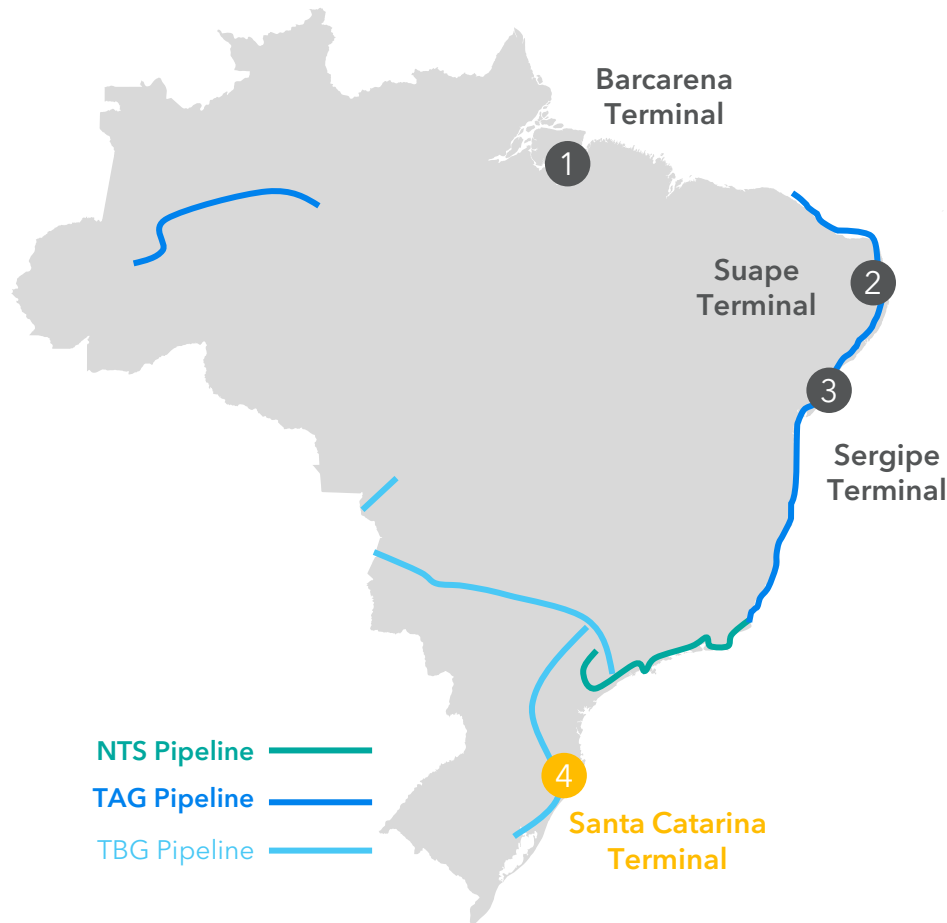 Barcarena
Terminal
1
Suape
Terminal
2
3
Sergipe
Terminal
NTS Pipeline
TAG Pipeline
TBG Pipeline
4
Santa Catarina
Terminal